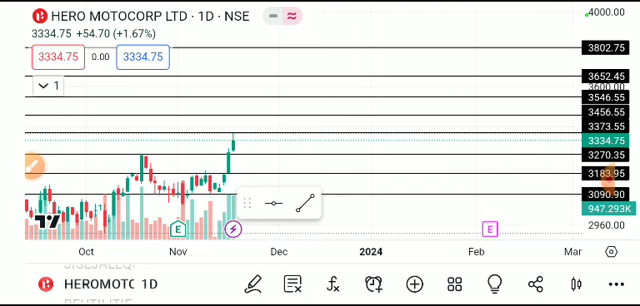 HERO MOTOCORP LTD · 1D · NSE
3334.75 +54.70 (+1.67%)
3334.75 0.00 3334.75
1
4000.00
3802.75
3652.45
3600.00
3546.55
3456.55
3373.55
3334.75
3270.35
3183.95
3090.90
947.293K
2960.00
E
E
Oct Nov Dec 2024 Feb Mar
HEROMOTC 1D